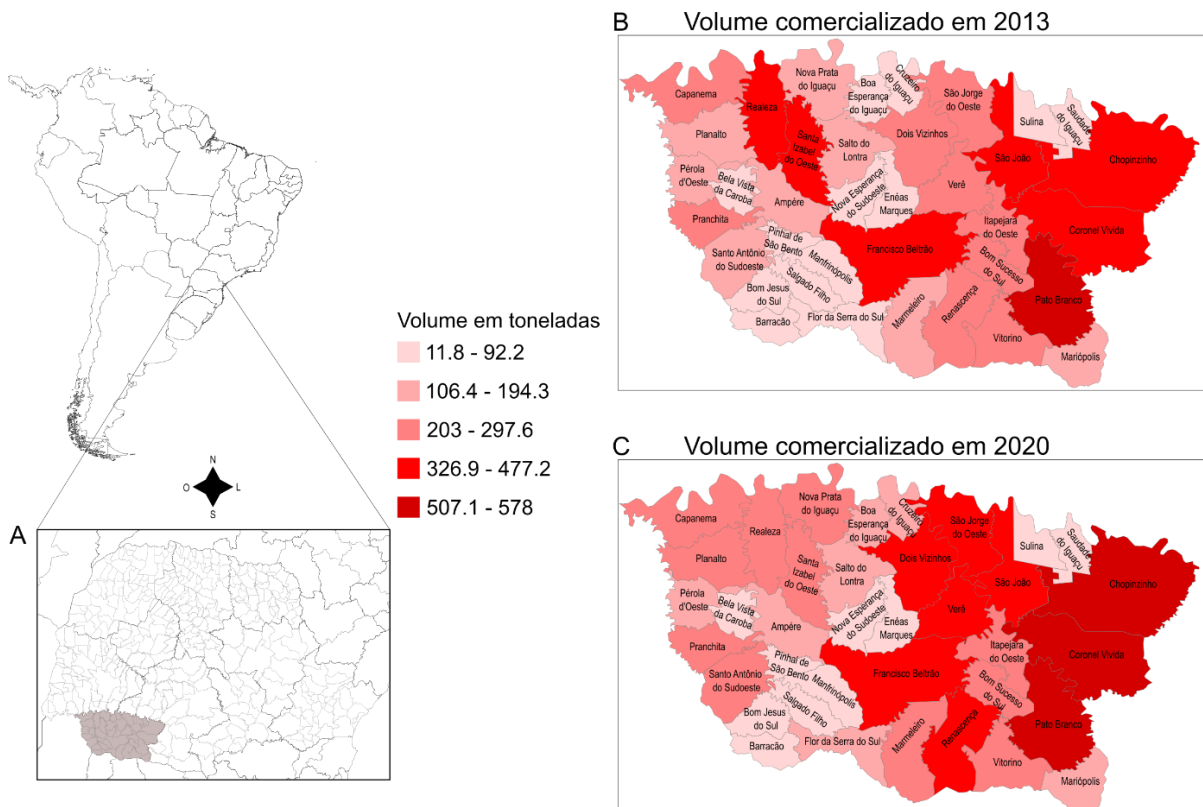 B
Volume comercializado em 2013
Capanema
Realeza
Nova Prata
do Iguaçu
Boa
Esperança
do Iguaçu
Cruzeiro
do Iguaçu
São Jorge
do Oeste
Sulina
Saudade
do Iguaçu
Chopinzinho
Planalto
Santa
Izabel
do Oeste
Salto do
Lontra
Dois Vizinhos
São João
Pérola
d'Oeste
Bela Vista
da Caroba
Ampére
Nova Esperança
do Sudoeste
Enéas
Marques
Verê
Pranchita
Itapejara
do Oeste
Coronel Vivida
Santo Antônio
do Sudoeste
Pinhal de
São Bento
Manfrinópolis
Francisco Beltrão
Bom Sucesso
do Sul
Salgado Filho
Bom Jesus
do Sul
Pato Branco
Barracão
Flor da Serra do Sul
Marmeleiro
Renascença
Vitorino
Mariópolis
Volume em toneladas
11.8 - 92.2
106.4 - 194.3
203 - 297.6
326.9 - 477.2
507.1 - 578
N
O
L
S
A
C
Volume comercializado em 2020
Capanema
Realeza
Nova Prata
do Iguaçu
Boa
Esperança
do Iguaçu
Cruzeiro
do Iguaçu
São Jorge
do Oeste
Sulina
Saudade
do Iguaçu
Chopinzinho
Planalto
Santa
Izabel
do Oeste
Salto do
Lontra
Dois Vizinhos
São João
Pérola
d'Oeste
Bela Vista
da Caroba
Ampére
Nova Esperança
do Sudoeste
Enéas
Marques
Verê
Pranchita
Itapejara
do Oeste
Coronel Vivida
Santo Antônio
do Sudoeste
Pinhal de
São Bento
Manfrinópolis
Francisco Beltrão
Bom Sucesso
do Sul
Salgado Filho
Bom Jesus
do Sul
Pato Branco
Barracão
Flor da Serra do Sul
Marmeleiro
Renascença
Vitorino
Mariópolis